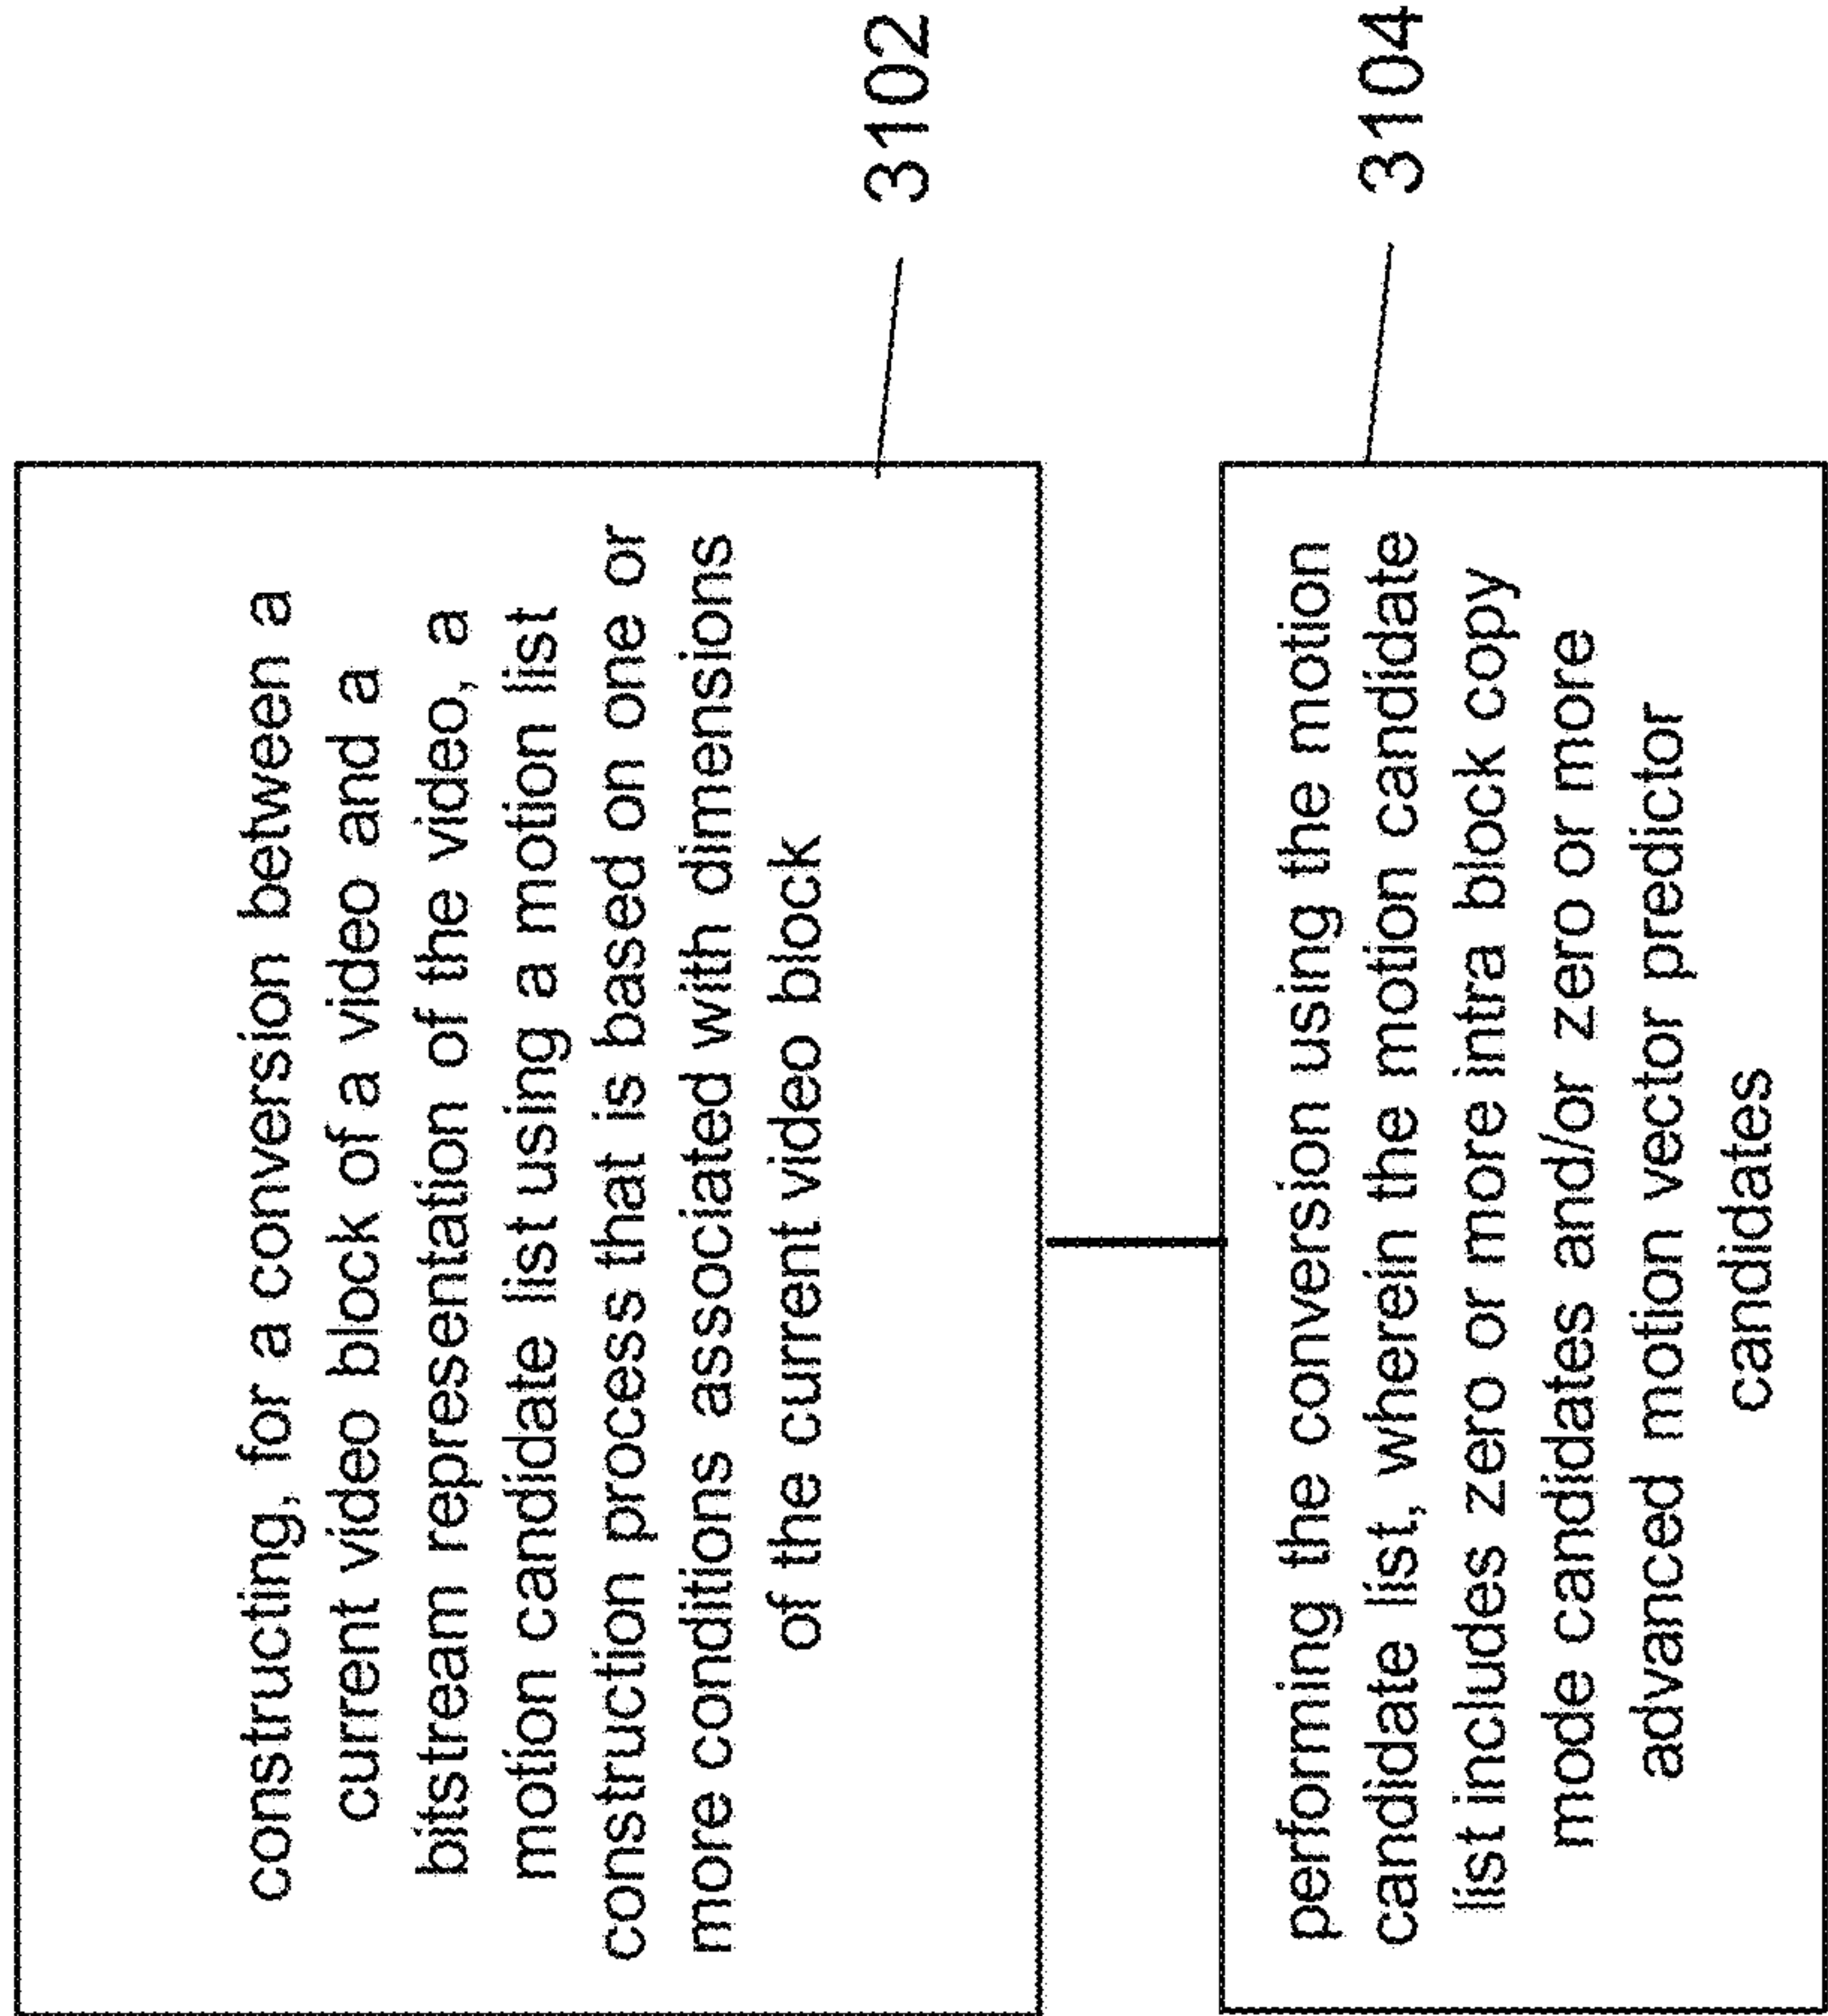 constructing, for a conversion between a
current video block of a video and a
bitstream representation of the video, a
motion candidate list using a motion list
construction process that is based on one or
more conditions associated with dimensions
of the current video block
3102
performing the conversion using the motion
candidate list, wherein the motion candidate
list includes zero or more intra block copy
mode candidates and/or zero or more
advanced motion vector predictor
candidates
3104